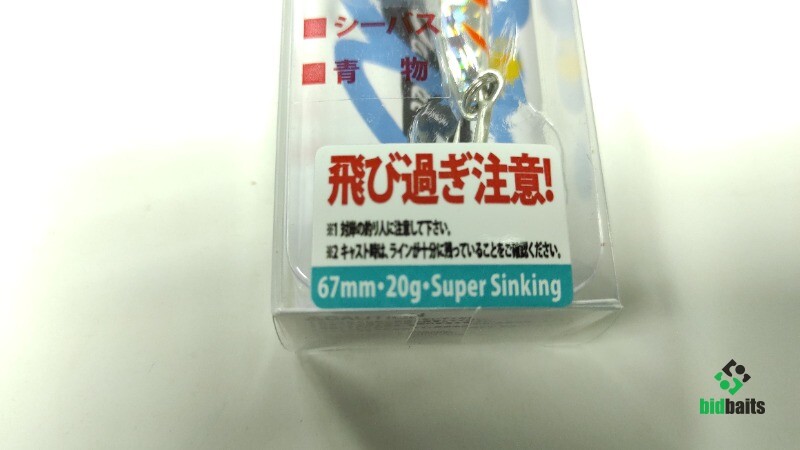 ■ シーバス
■ 青 物
飛び過ぎ注意!
※1 対岸の釣り人に注意して下さい。
※2 キャスト時は、ラインが十分に残っていることをご確認ください。
67mm・20g・Super Sinking
bidbaits